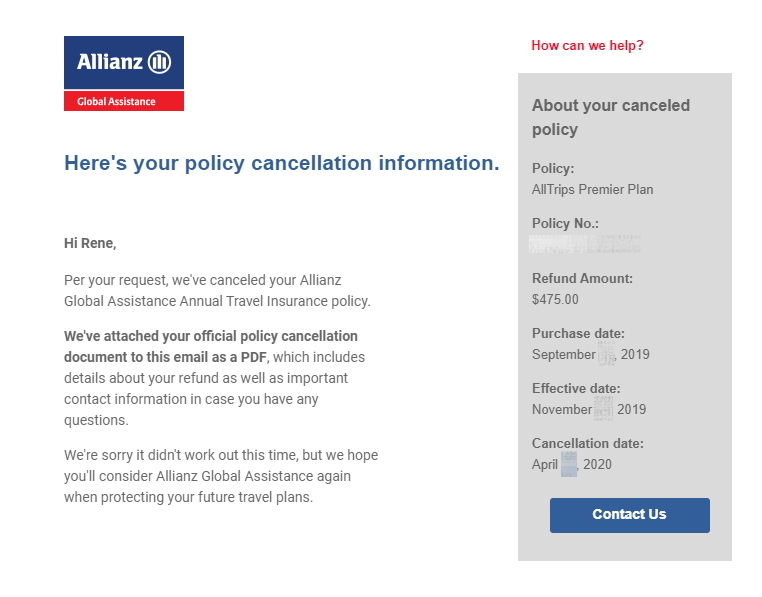 Allianz
Global Assistance
How can we help?
Here's your policy cancellation information.
Hi Rene,
Per your request, we've canceled your Allianz
Global Assistance Annual Travel Insurance policy.
We've attached your official policy cancellation
document to this email as a PDF, which includes
details about your refund as well as important
contact information in case you have any
questions.
We're sorry it didn't work out this time, but we hope
you'll consider Allianz Global Assistance again
when protecting your future travel plans.
About your canceled
policy
Policy:
AllTrips Premier Plan
Policy No.:
Refund Amount:
$475.00
Purchase date:
September , 2019
Effective date:
November 2019
Cancellation date:
April , 2020
Contact Us